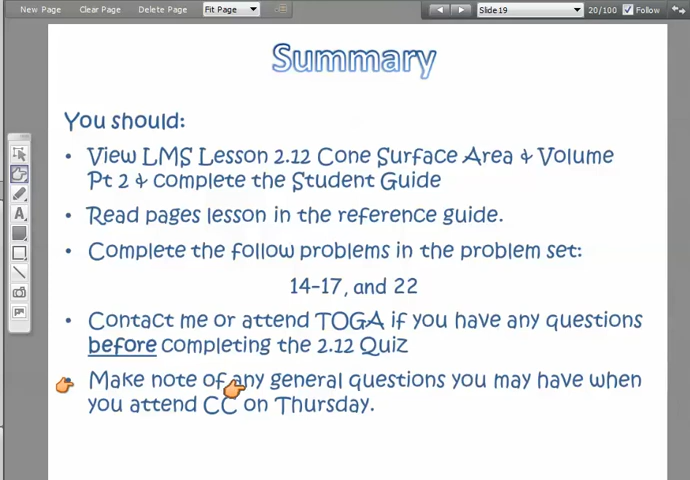 New Page Clear Page Delete Page Fit Page Slide19 20/100 Follow
Summary
You should:
• View LMS Lesson 2.12 Cone Surface Area & Volume
Pt 2 & complete the Student Guide
• Read pages lesson in the reference guide.
• Complete the follow problems in the problem set:
14-17, and 22
• Contact me or attend TOGA if you have any questions
before completing the 2.12 Quiz
Make note of any general questions you may have when
you attend CC on Thursday.
A